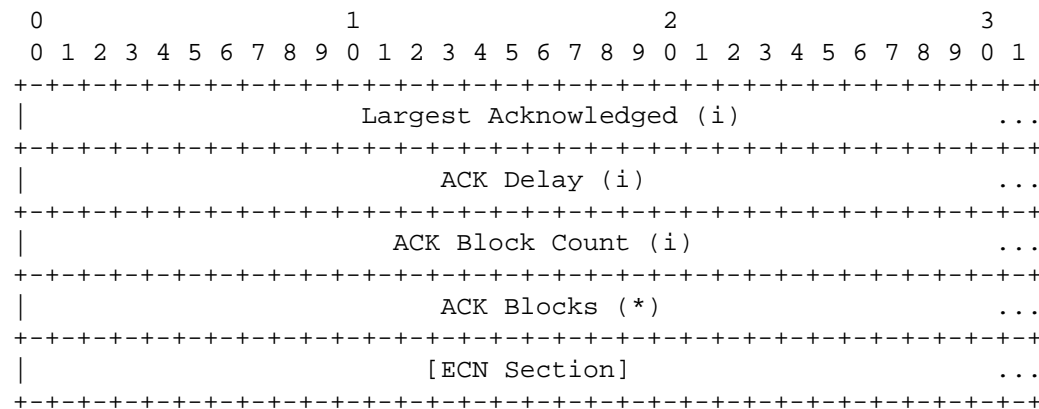 0                   1                   2                   3
 0 1 2 3 4 5 6 7 8 9 0 1 2 3 4 5 6 7 8 9 0 1 2 3 4 5 6 7 8 9 0 1
+-+-+-+-+-+-+-+-+-+-+-+-+-+-+-+-+-+-+-+-+-+-+-+-+-+-+-+-+-+-+-+-+
|                     Largest Acknowledged (i)                ...
+-+-+-+-+-+-+-+-+-+-+-+-+-+-+-+-+-+-+-+-+-+-+-+-+-+-+-+-+-+-+-+-+
|                          ACK Delay (i)                      ...
+-+-+-+-+-+-+-+-+-+-+-+-+-+-+-+-+-+-+-+-+-+-+-+-+-+-+-+-+-+-+-+-+
|                       ACK Block Count (i)                   ...
+-+-+-+-+-+-+-+-+-+-+-+-+-+-+-+-+-+-+-+-+-+-+-+-+-+-+-+-+-+-+-+-+
|                          ACK Blocks (*)                     ...
+-+-+-+-+-+-+-+-+-+-+-+-+-+-+-+-+-+-+-+-+-+-+-+-+-+-+-+-+-+-+-+-+
|                         [ECN Section]                       ...
+-+-+-+-+-+-+-+-+-+-+-+-+-+-+-+-+-+-+-+-+-+-+-+-+-+-+-+-+-+-+-+-+